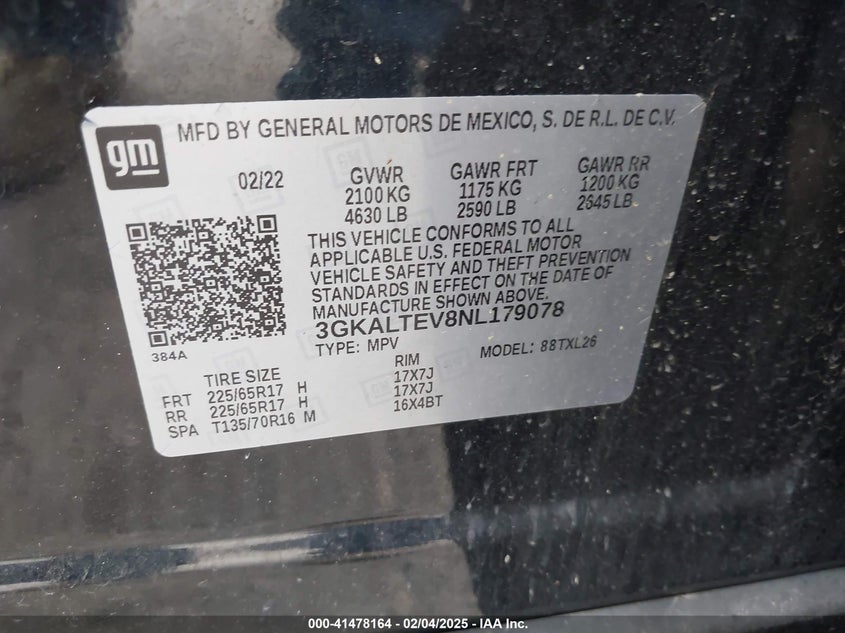 gm
MFD BY GENERAL MOTORS DE MEXICO, S. DE R.L. DE C.V.
02/22 GVWR GAWR FRT GAWR RR
2100 KG 1175 KG 1200 KG
4630 LB 2590 LB 2645 LB
THIS VEHICLE CONFORMS TO ALL
APPLICABLE U.S. FEDERAL MOTOR
VEHICLE SAFETY AND THEFT PREVENTION
STANDARDS IN EFFECT ON THE DATE OF
MANUFACTURE SHOWN ABOVE.
3GKALTEV8NL179078
TYPE: MPV MODEL: 88TXL26
384A
TIRE SIZE RIM
FRT 225/65R17 H 17X7J
RR 225/65R17 H 17X7J
SPA T135/70R16 M 16X4BT
000-41478164 - 02/04/2025 - IAA Inc.